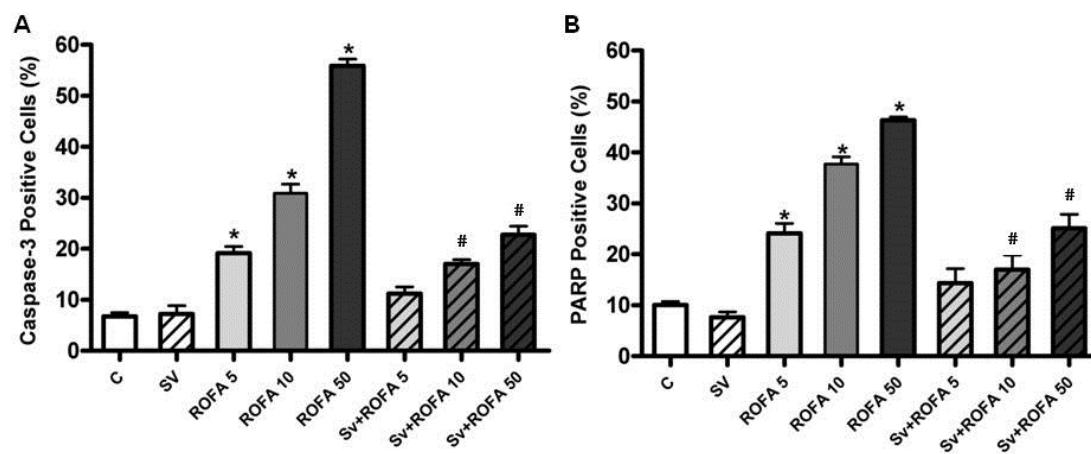 A
Caspase-3 Positive Cells (%)
60
50
40
30
20
10
0
*
*
*
#
#
C
SV
ROFA 5
ROFA 10
ROFA 50
Sv+ROFA 5
Sv+ROFA 10
Sv+ROFA 50
B
PARP Positive Cells (%)
60
50
40
30
20
10
0
*
*
*
#
#
C
SV
ROFA 5
ROFA 10
ROFA 50
Sv+ROFA 5
Sv+ROFA 10
Sv+ROFA 50